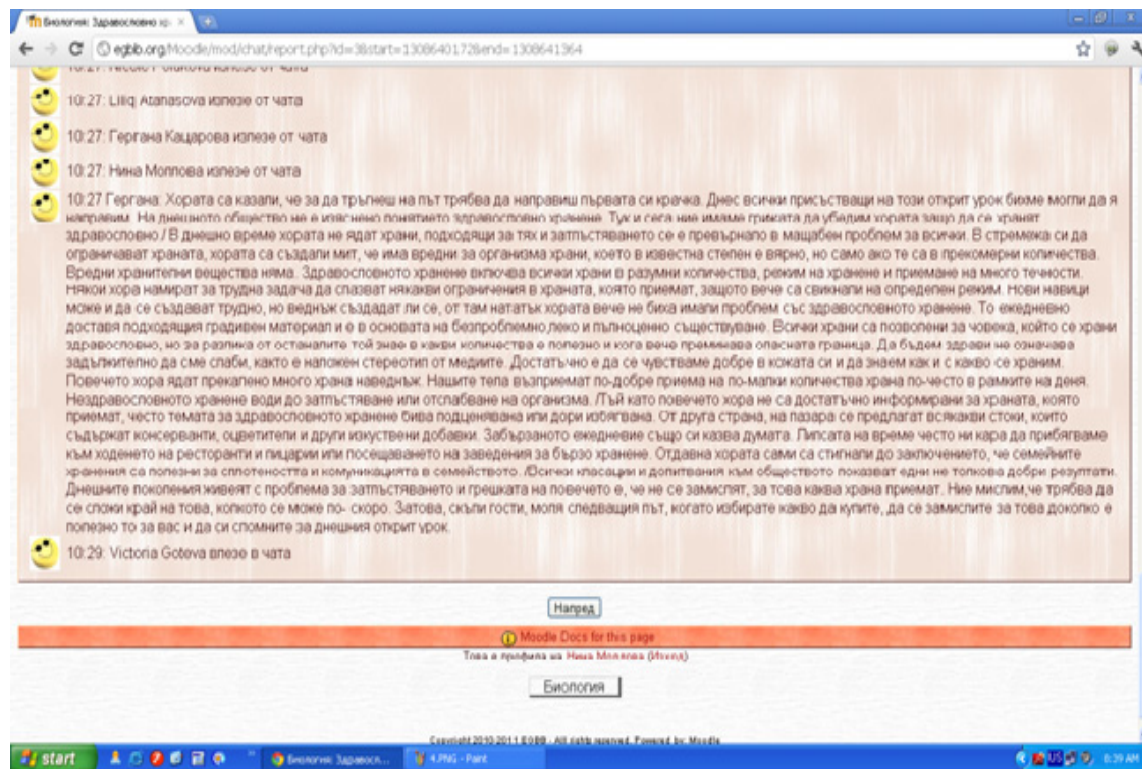 Биология: Здравословно хр
egbib.org/Moodle/mod/chat/report.php?id=3&start=1308640172&end=1308641364
10:27: излезе от чата
10:27: Liliq Atanasova излезе от чата
10:27: Гергана Кацарова излезе от чата
10:27: Нина Моллова излезе от чата
10:27 Гергана: Хората са казали, че за да тръгнеш на път трябва да направиш първата си крачка. Днес всички присъстващи на този открит урок бихме могли да я
направим. На днешното общество не е изяснено понятието здравословно хранене. Тук и сега ние имаме грижата да убедим хората защо да се хранят
здравословно./ В днешно време хората не ядат храни, подходящи за тях и затлъстяването се е превърнало в мащабен проблем за всички. В стремежа си да
ограничават храната, хората са създали мит, че има вредни за организма храни, което в известна степен е вярно, но само ако те са в прекомерни количества.
Вредни хранителни вещества няма. Здравословното хранене включва всички храни в разумни количества, режим на хранене и приемане на много течности.
Някои хора намират за трудна задача да спазват някакви ограничения в храната, която приемат, защото вече са свикнали на определен режим. Нови навици
може и да се създават трудно, но веднъж създадат ли се, от там нататък хората вече не биха имали проблем със здравословното хранене. То ежедневно
доставя подходящия градивен материал и е в основата на безпроблемно,леко и пълноценно съществуване. Всички храни са позволени за човека, който се храни
здравословно, но за разлика от останалите той знае в какви количества е полезно и кога вече преминава опасната граница. Да бъдем здрави не означава
задължително да сме слаби, както е наложен стереотип от медиите. Достатъчно е да се чувстваме добре в кожата си и да знаем как и с какво се храним.
Повечето хора ядат прекалено много храна наведнъж. Нашите тела възприемат по-добре приема на по-малки количества храна по-често в рамките на деня.
Нездравословното хранене води до затлъстяване или отслабване на организма. /Тъй като повечето хора не са достатъчно информирани за храната, която
приемат, често темата за здравословното хранене бива подценявана или дори избягвана. От друга страна, на пазара се предлагат всякакви стоки, които
съдържат консерванти, оцветители и други изкуствени добавки. Забързаното ежедневие също си казва думата. Липсата на време често ни кара да прибягваме
към ходенето на ресторанти и пицарии или посещаването на заведения за бързо хранене. Отдавна хората сами са стигнали до заключението, че семейните
хранения са полезни за сплотеността и комуникацията в семейството. /Всички класации и допитвания към обществото показват едни не толкова добри резултати.
Днешните поколения живеят с проблема за затлъстяването и грешката на повечето е, че не се замислят, за това каква храна приемат. Ние мислим,че трябва да
се сложи край на това, колкото се може по- скоро. Затова, скъпи гости, моля следващия път, когато избирате какво да купите, да се замислите за това доколко е
полезно то за вас и да си спомните за днешния открит урок.
10:29: Victoria Goteva влезе в чата
Напред
Moodle Docs for this page
Това е профила на Нина Моллова (Изход)
Биология
Copyright 2010-2011 EGBB - All rights reserved. Powered by: Moodle
start
Биология: Здравосл...
4.PNG - Paint
US
8:39 AM